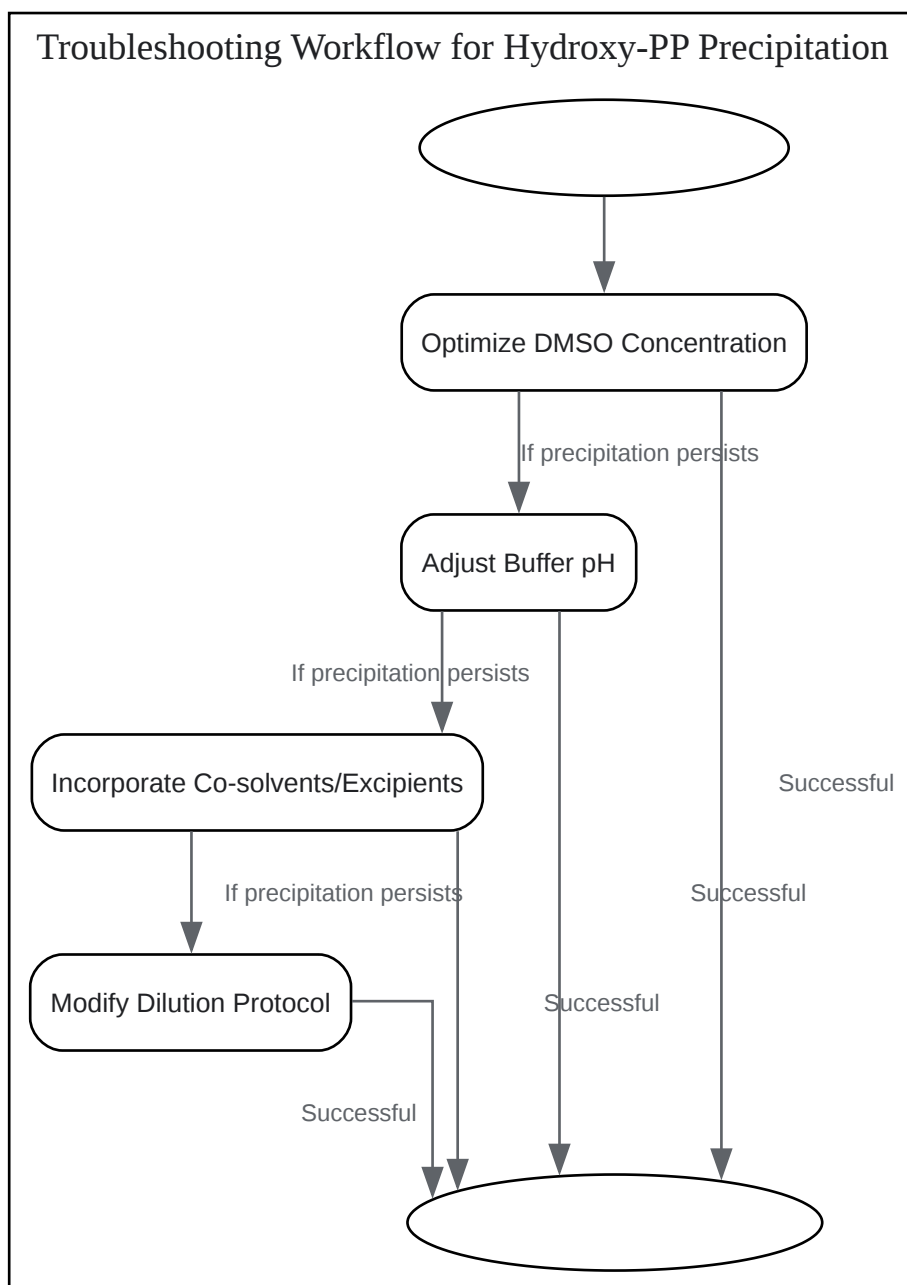 Troubleshooting Workflow for Hydroxy-PP Precipitation
Optimize DMSO Concentration
If precipitation persists
Adjust Buffer pH
If precipitation persists
Incorporate Co-solvents/Excipients
Successful
If precipitation persists
Successful
Modify Dilution Protocol
Successful
Successful